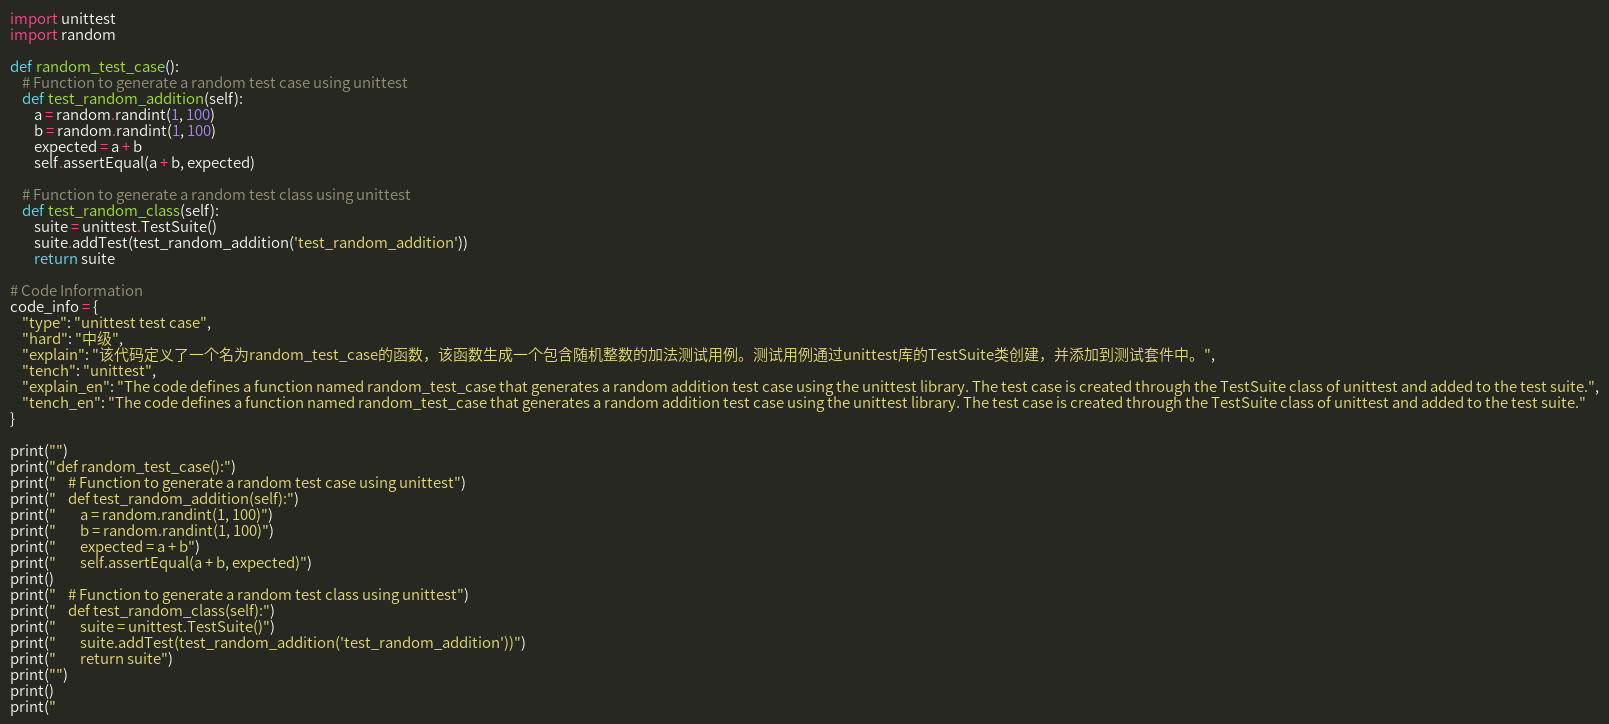 import unittest
import random

def random_test_case():
    # Function to generate a random test case using unittest
    def test_random_addition(self):
        a = random.randint(1, 100)
        b = random.randint(1, 100)
        expected = a + b
        self.assertEqual(a + b, expected)

    # Function to generate a random test class using unittest
    def test_random_class(self):
        suite = unittest.TestSuite()
        suite.addTest(test_random_addition('test_random_addition'))
        return suite

# Code Information
code_info = {
    "type": "unittest test case",
    "hard": "中级",
    "explain": "该代码定义了一个名为random_test_case的函数，该函数生成一个包含随机整数的加法测试用例。测试用例通过unittest库的TestSuite类创建，并添加到测试套件中。",
    "tench": "unittest",
    "explain_en": "The code defines a function named random_test_case that generates a random addition test case using the unittest library. The test case is created through the TestSuite class of unittest and added to the test suite.",
    "tench_en": "The code defines a function named random_test_case that generates a random addition test case using the unittest library. The test case is created through the TestSuite class of unittest and added to the test suite."
}

print("")
print("def random_test_case():")
print("    # Function to generate a random test case using unittest")
print("    def test_random_addition(self):")
print("        a = random.randint(1, 100)")
print("        b = random.randint(1, 100)")
print("        expected = a + b")
print("        self.assertEqual(a + b, expected)")
print()
print("    # Function to generate a random test class using unittest")
print("    def test_random_class(self):")
print("        suite = unittest.TestSuite()")
print("        suite.addTest(test_random_addition('test_random_addition'))")
print("        return suite")
print("")
print()
print("